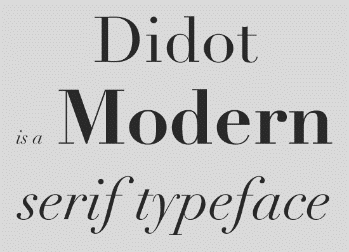 Didot
is a Modern
serif typeface